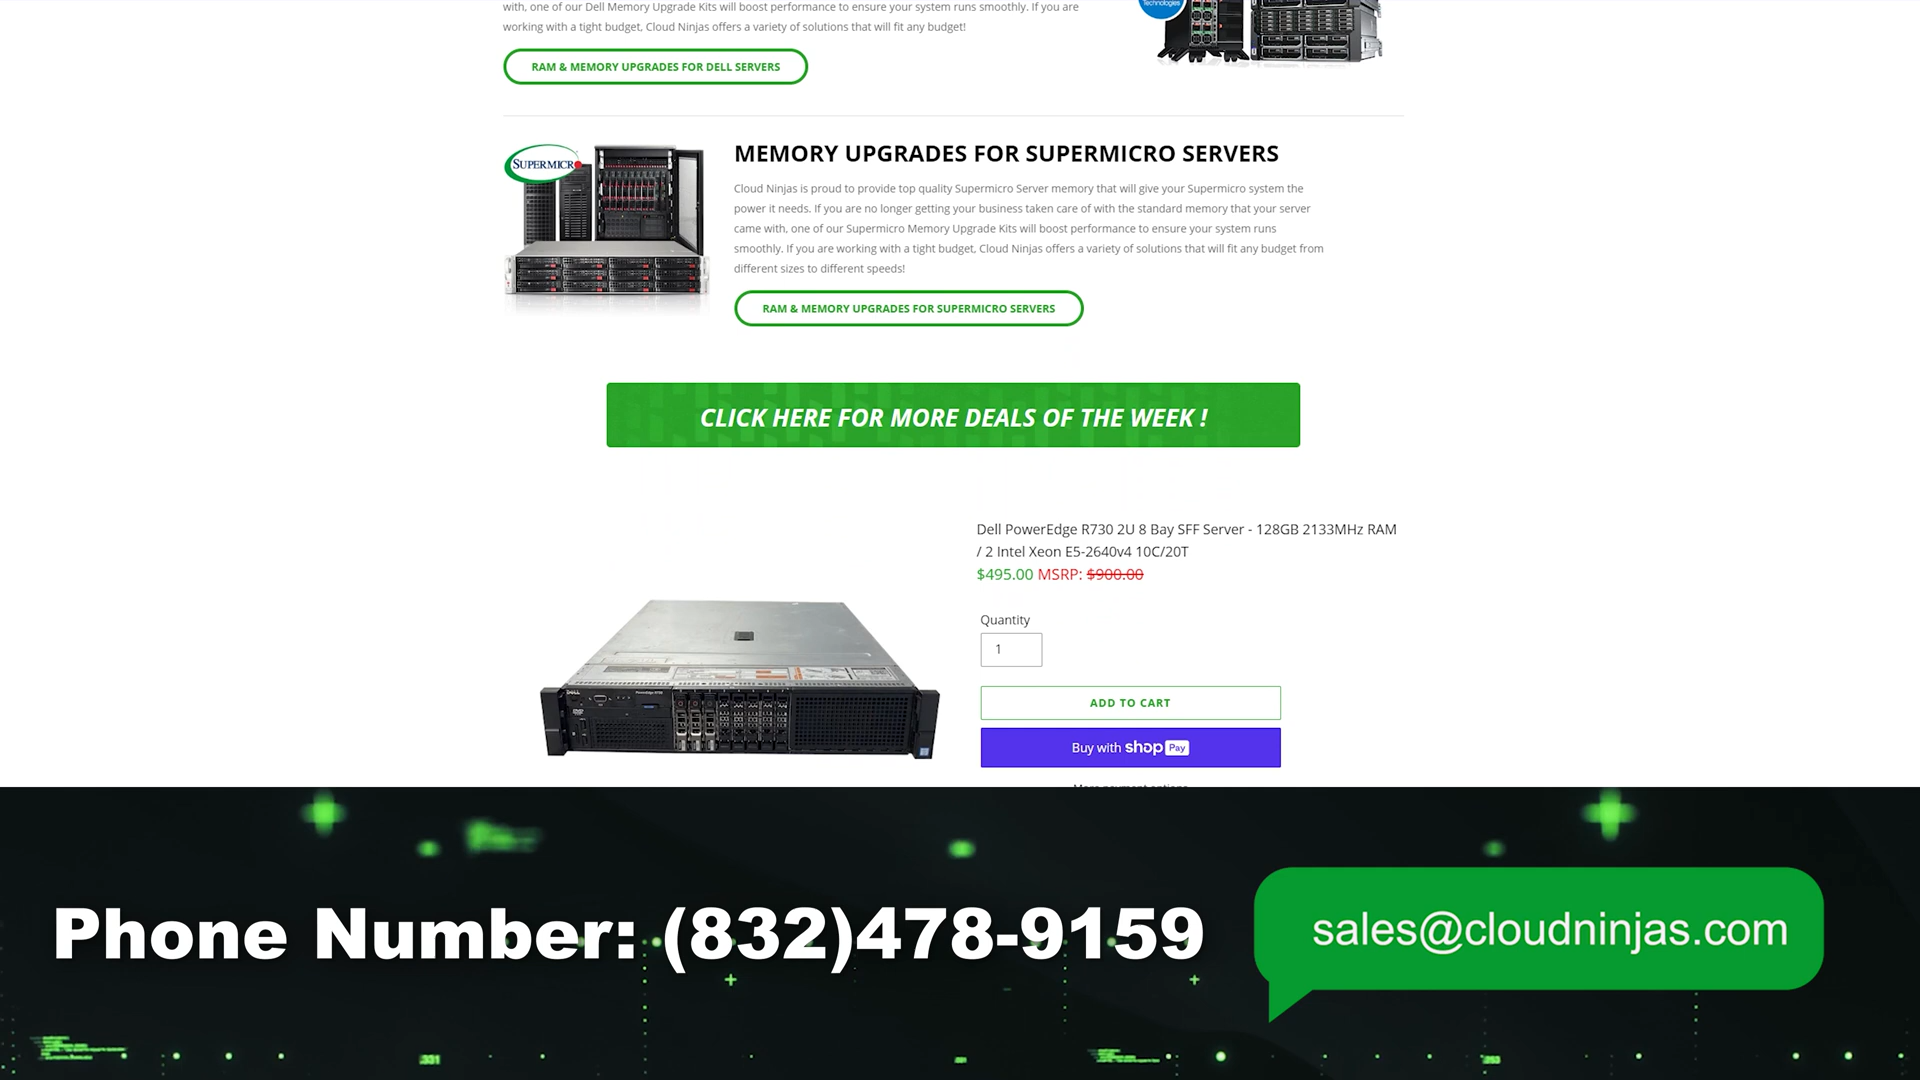 with, one of our Dell Memory Upgrade Kits will boost performance to ensure your system runs smoothly. If you are
working with a tight budget, Cloud Ninjas offers a variety of solutions that will fit any budget!
Technologies
RAM & MEMORY UPGRADES FOR DELL SERVERS
SUPERMICRO
MEMORY UPGRADES FOR SUPERMICRO SERVERS
Cloud Ninjas is proud to provide top quality Supermicro Server memory that will give your Supermicro system the
power it needs. If you are no longer getting your business taken care of with the standard memory that your server
came with, one of our Supermicro Memory Upgrade Kits will boost performance to ensure your system runs
smoothly. If you are working with a tight budget, Cloud Ninjas offers a variety of solutions that will fit any budget from
different sizes to different speeds!
RAM & MEMORY UPGRADES FOR SUPERMICRO SERVERS
CLICK HERE FOR MORE DEALS OF THE WEEK !
Dell PowerEdge R730 2U 8 Bay SFF Server - 128GB 2133MHz RAM
/ 2 Intel Xeon E5-2640v4 10C/20T
$495.00 MSRP: $900.00
Quantity
1
ADD TO CART
Buy with shop Pay
More payment options
DELL
Phone Number: (832)478-9159
sales@cloudninjas.com